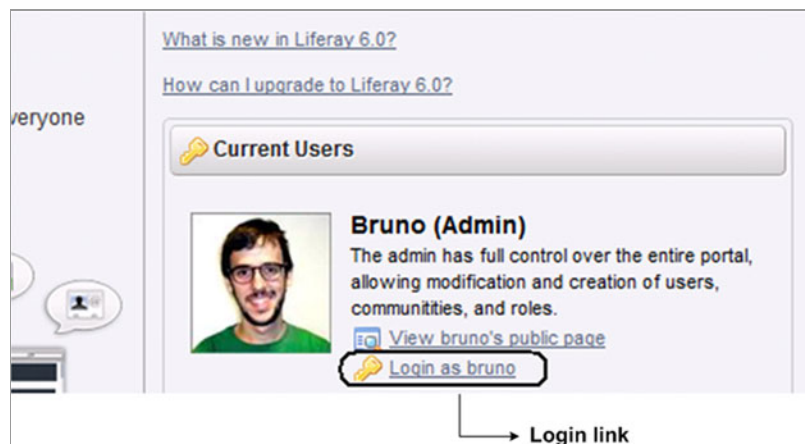 What is new in Liferay 6.0?
How can I upgrade to Liferay 6.0?
veryone
Current Users
Bruno (Admin)
The admin has full control over the entire portal,
allowing modification and creation of users,
communitities, and roles.
View bruno's public page
Login as bruno
Login link